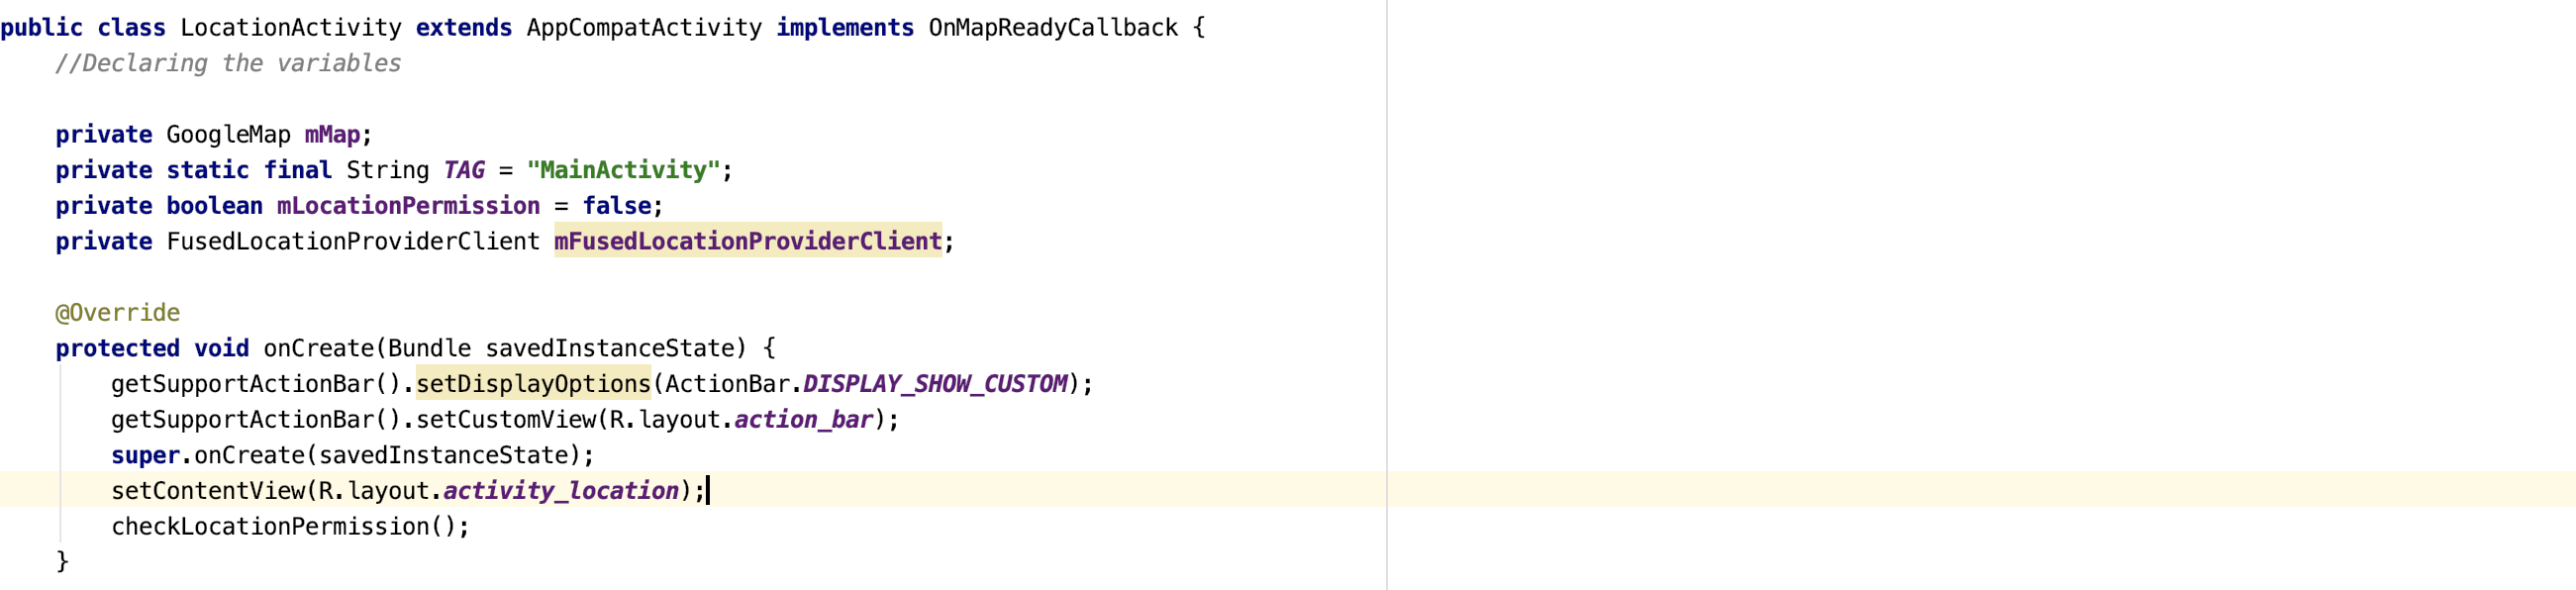 public class LocationActivity extends AppCompatActivity implements OnMapReadyCallback {
//Declaring the variables
private GoogleMap mMap;
private static final String TAG = "MainActivity";
private boolean mLocationPermission = false;
private FusedLocationProviderClient mFusedLocationProviderClient;
@Override
protected void onCreate(Bundle savedInstanceState) {
getSupportActionBar().setDisplayOptions(ActionBar.DISPLAY_SHOW_CUSTOM);
getSupportActionBar().setCustomView(R.layout.action_bar);
super.onCreate(savedInstanceState);
setContentView(R.layout.activity_location);
checkLocationPermission();
}